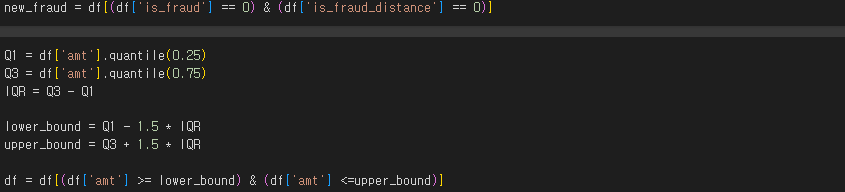 new_fraud = df[(df['is_fraud'] == 0) & (df['is_fraud_distance'] == 0)]
Q1 = df['amt'].quantile(0.25)
Q3 = df['amt'].quantile(0.75)
IQR = Q3 - Q1
lower_bound = Q1 - 1.5 * IQR
upper_bound = Q3 + 1.5 * IQR
df = df[(df['amt'] >= lower_bound) & (df['amt'] <=upper_bound)]